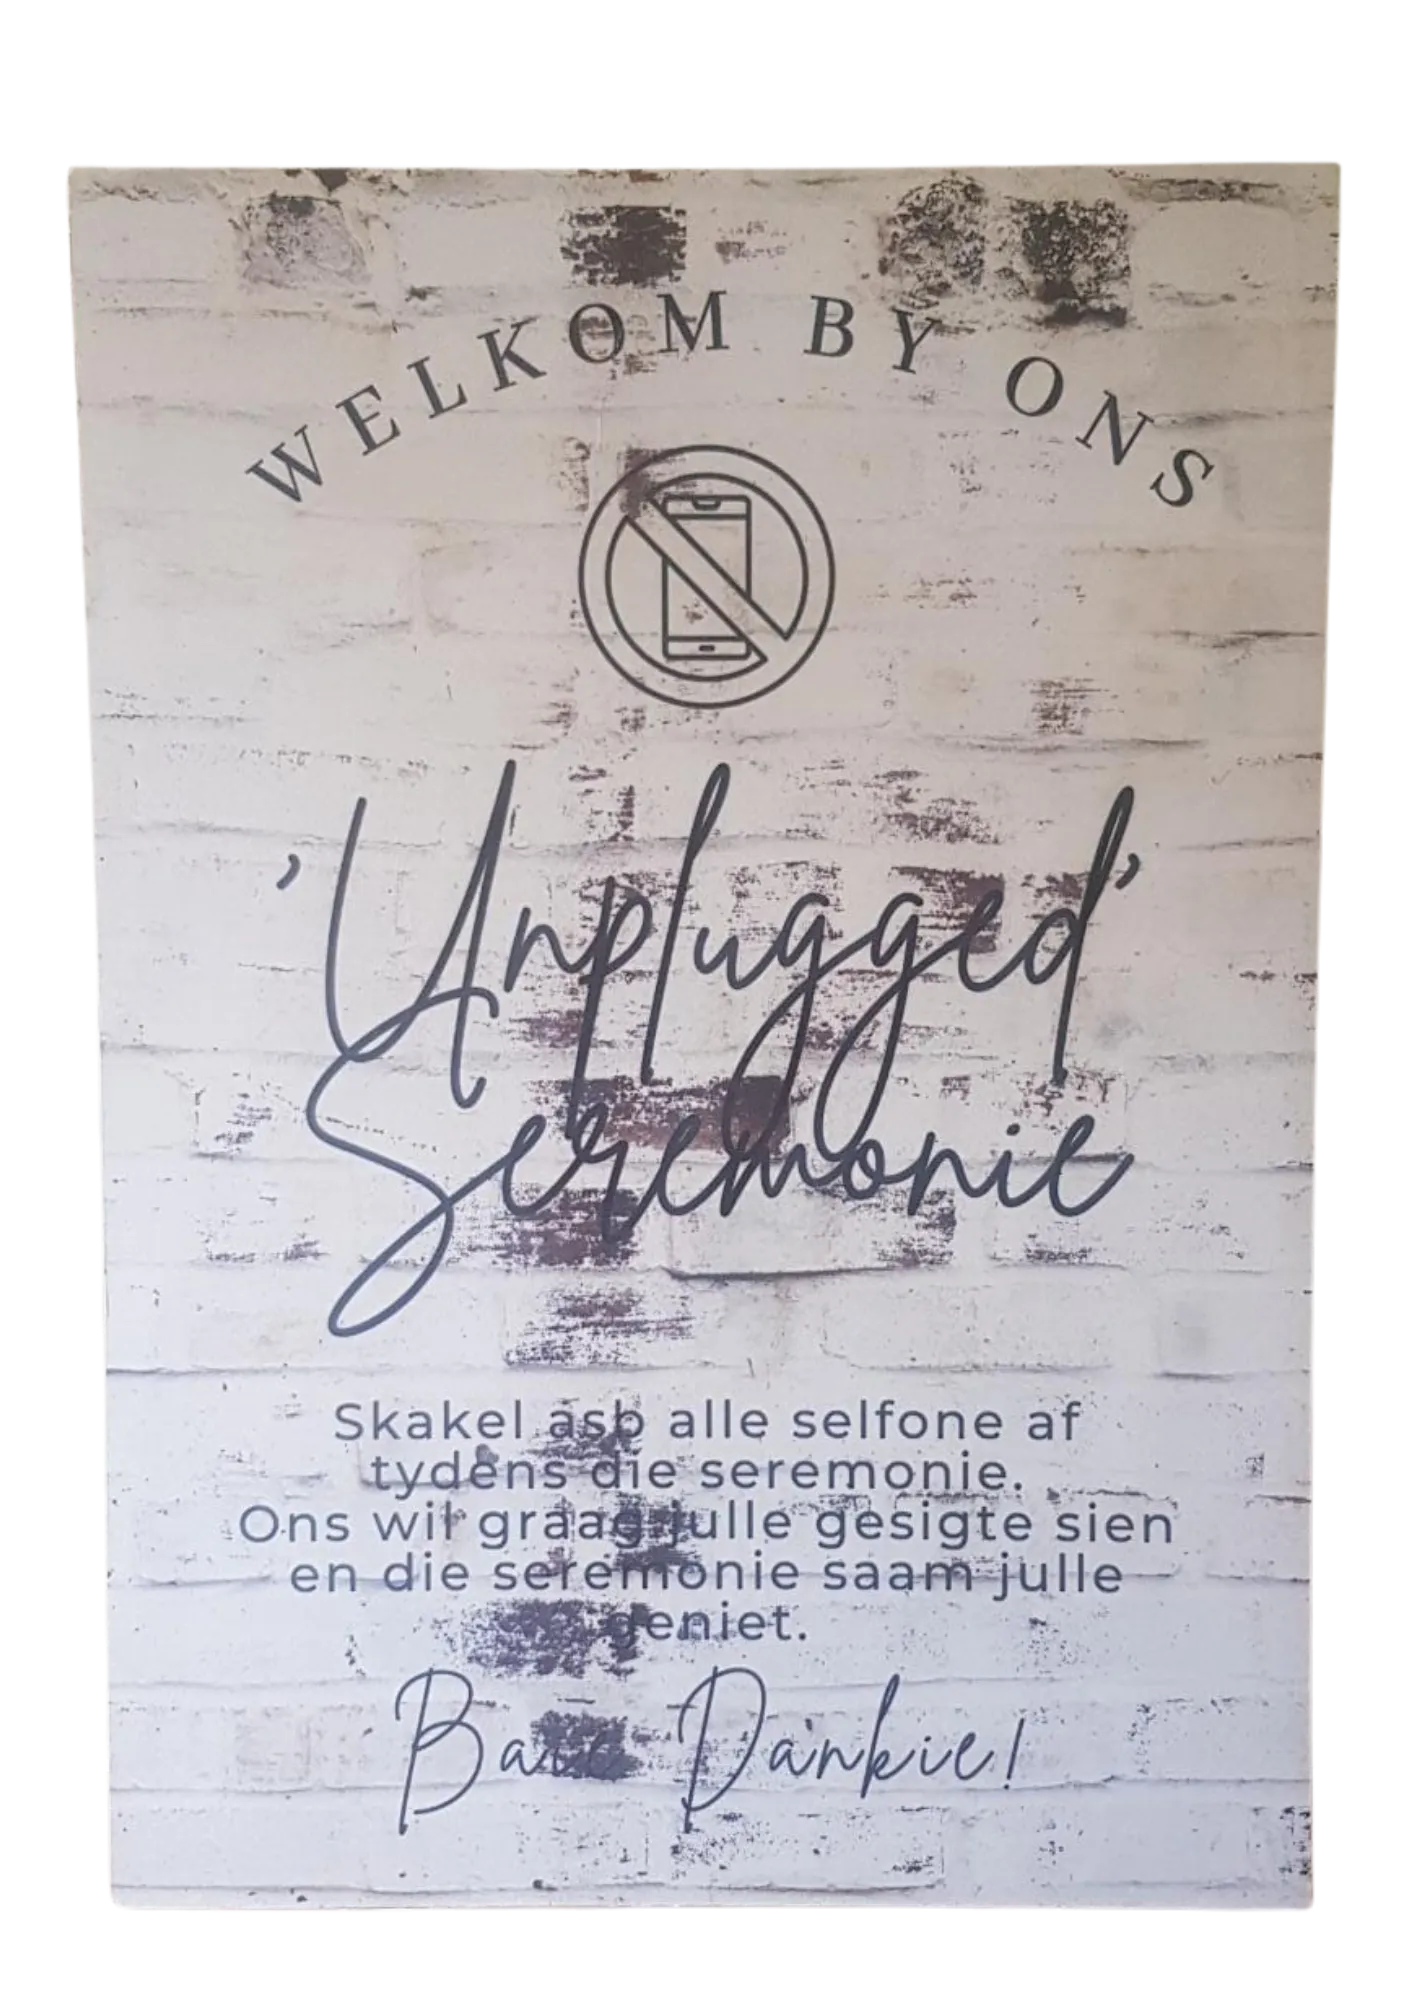 WELKOM BY ONS
'Unplugged'
Seremonie
Skakel asb alle selfone af
tydens die seremonie.
Ons wil graag julle gesigte sien
en die seremonie saam julle
geniet.
Baie Dankie!